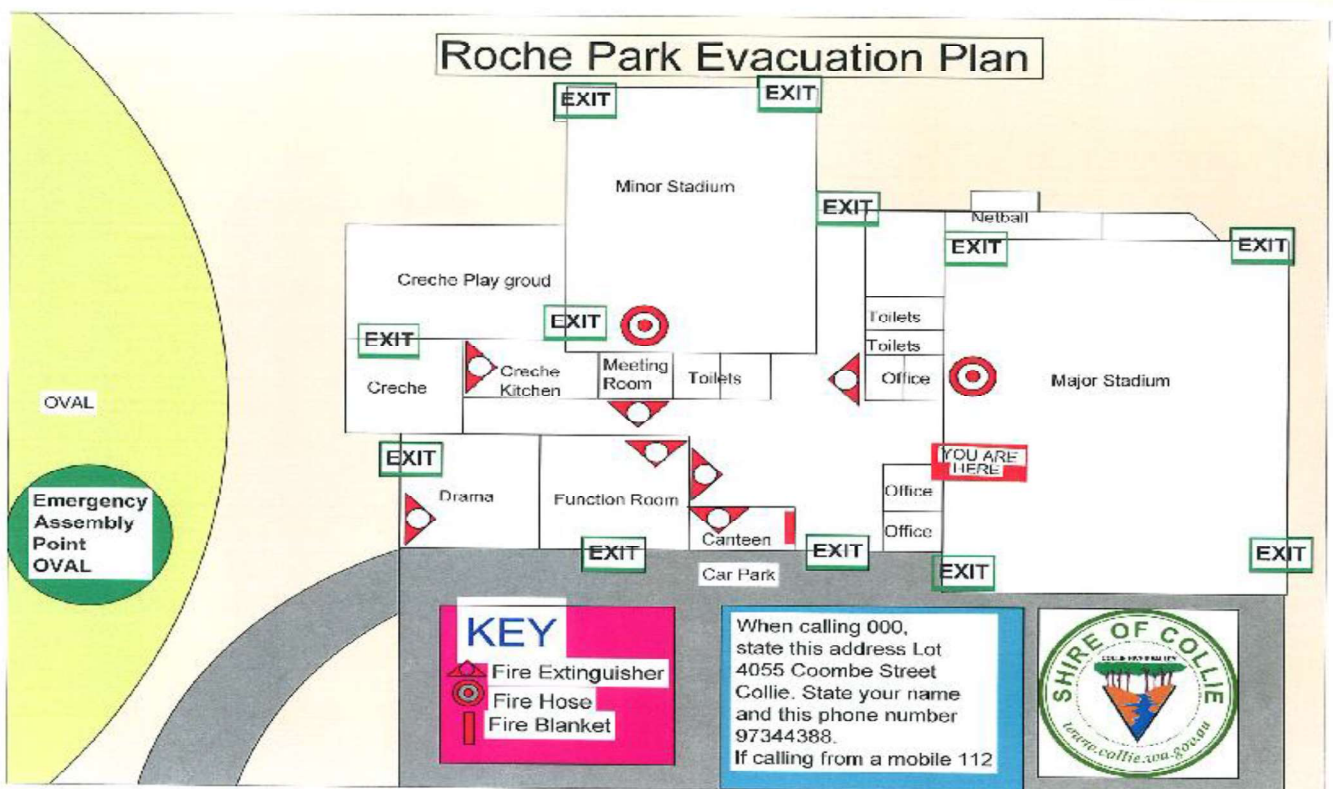 Roche Park Evacuation Plan
EXIT
EXIT
Minor Stadium
EXIT
Netball
EXIT
EXIT
Creche Play groud
EXIT
EXIT
Toilets
Toilets
Creche
Creche
Kitchen
Meeting
Room
Toilets
Office
Major Stadium
OVAL
EXIT
YOU ARE
HERE
Drama
Function Room
Office
Office
Emergency
Assembly
Point
OVAL
Canteen
EXIT
EXIT
EXIT
EXIT
Car Park
KEY
Fire Extinguisher
Fire Hose
Fire Blanket
When calling 000,
state this address Lot
4055 Coombe Street
Collie. State your name
and this phone number
97344388.
If calling from a mobile 112
SHIRE OF COLLIE
www.collie.wa.gov.au